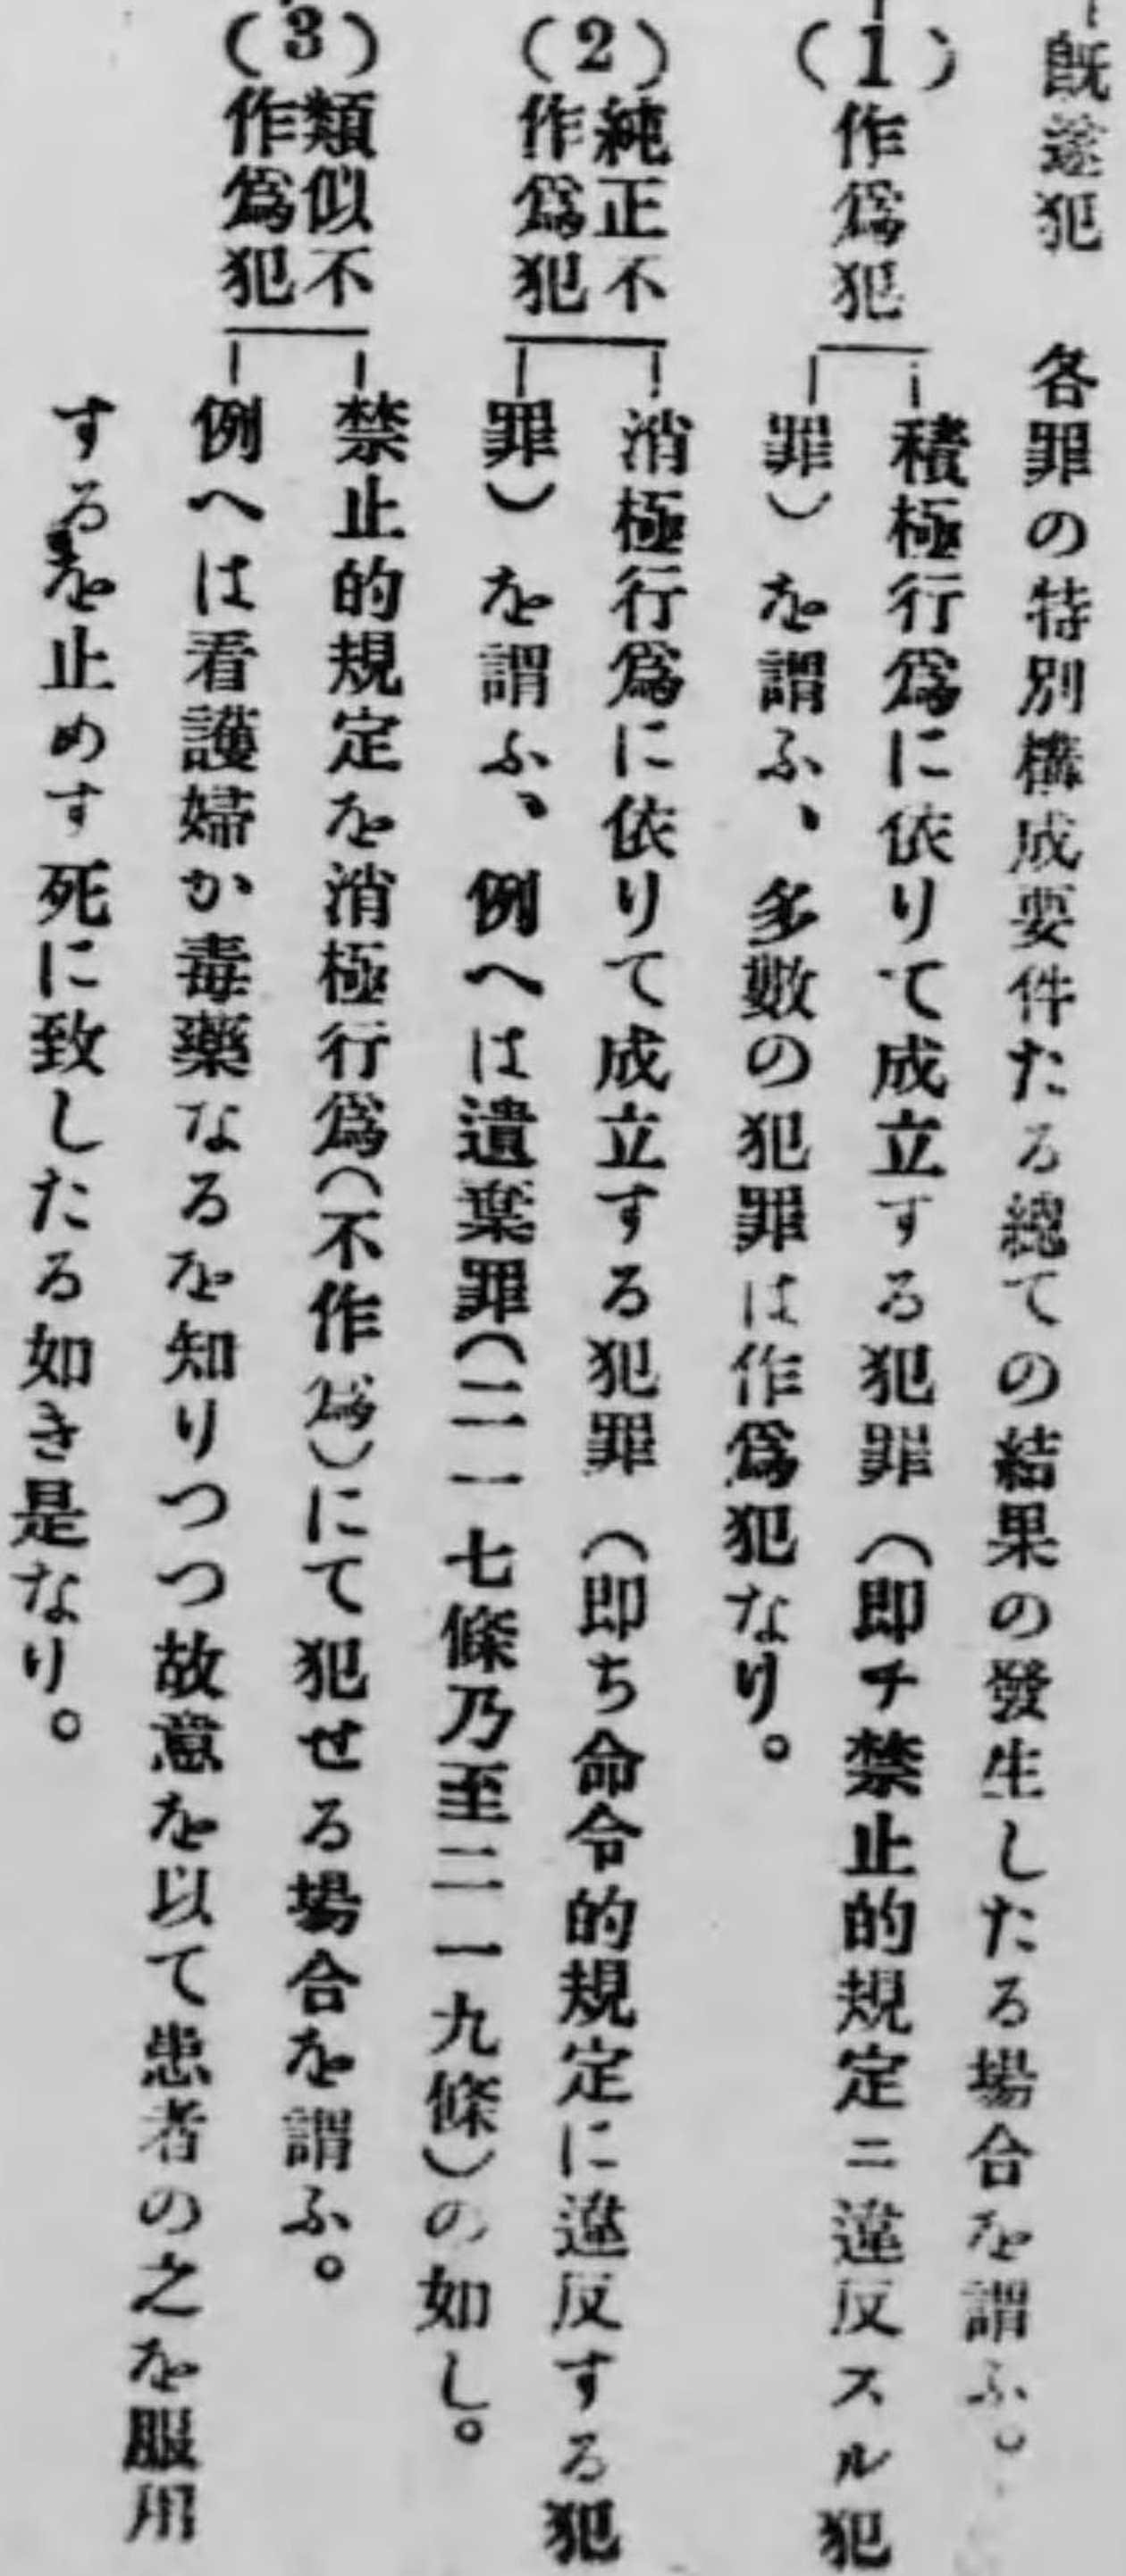 既遂犯 各罪の特別構成要件たる總ての結果の發生したる場合を謂ふ。
(1)作爲犯
積極行爲に依りて成立する犯罪(即チ禁止的規定ニ違反スル犯
罪)を謂ふ、多數の犯罪は作爲犯なり。
(2)純正不
作爲犯
消極行爲に依りて成立する犯罪(即ち命令的規定に違反する犯
罪)を謂ふ、例へは遺棄罪(二一七條乃至二一九條)の如し。
(3)類似不
作爲犯
禁止的規定を消極行爲(不作爲)にて犯せる場合を謂ふ。
例へは看護婦か毒藥なるを知りつつ故意を以て患者の之を服用
するを止めす死に致したる如き是なり。